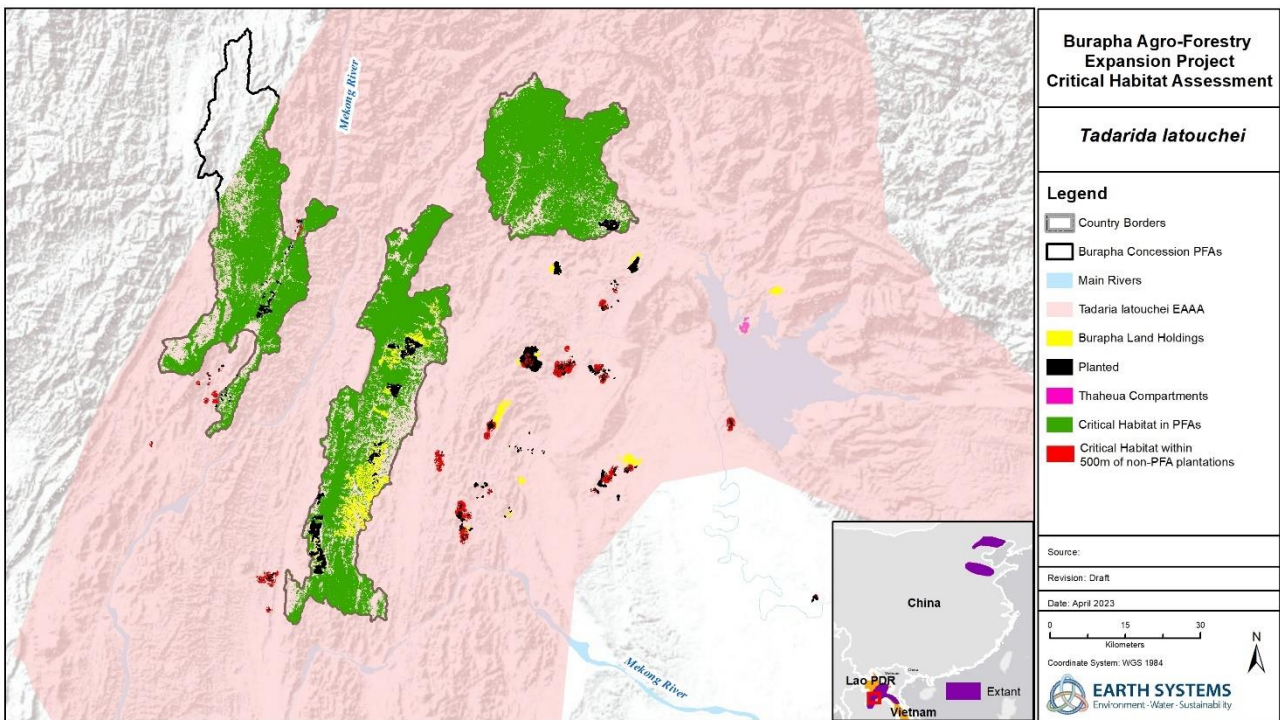 Mekong River
Mekong River
Burapha Agro-Forestry
Expansion Project
Critical Habitat Assessment
Tadarida latouchei
Legend
Country Borders
Burapha Concession PFAs
Main Rivers
Tadaria latouchei EAAA
Burapha Land Holdings
Planted
Thaheua Compartments
Critical Habitat in PFAs
Critical Habitat within
500m of non-PFA plantations
Source:
Revision: Draft
Date: April 2023
0 15 30
Kilometers
N
Coordinate System: WGS 1984
EARTH SYSTEMS
Environment · Water · Sustainability
China
Lao PDR
Vietnam
Extant